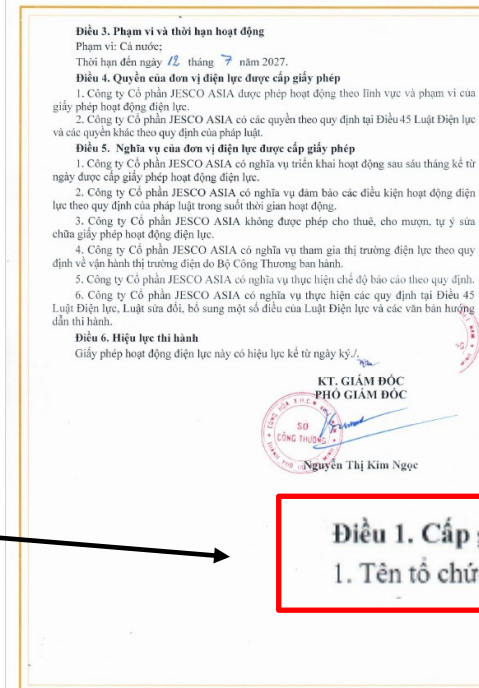 Điều 3. Phạm vi và thời hạn hoạt động
Phạm vi: Cả nước;
Thời hạn đến ngày 12 tháng 7 năm 2027.
Điều 4. Quyền của đơn vị điện lực được cấp giấy phép
1. Công ty Cổ phần JESCO ASIA được phép hoạt động theo lĩnh vực và phạm vi của
giấy phép hoạt động điện lực.
2. Công ty Cổ phần JESCO ASIA có các quyền theo quy định tại Điều 45 Luật Điện lực
và các quyền khác theo quy định của pháp luật.
Điều 5. Nghĩa vụ của đơn vị điện lực được cấp giấy phép
1. Công ty Cổ phần JESCO ASIA có nghĩa vụ triển khai hoạt động sau sáu tháng kể từ
ngày được cấp giấy phép hoạt động điện lực.
2. Công ty Cổ phần JESCO ASIA có nghĩa vụ đảm bảo các điều kiện hoạt động điện
lực theo quy định của pháp luật trong suốt thời gian hoạt động.
3. Công ty Cổ phần JESCO ASIA không được phép cho thuê, cho mượn, tự ý sửa
chữa giấy phép hoạt động điện lực.
4. Công ty Cổ phần JESCO ASIA có nghĩa vụ tham gia thị trường điện lực theo quy
định về vận hành thị trường điện do Bộ Công Thương ban hành.
5. Công ty Cổ phần JESCO ASIA có nghĩa vụ thực hiện chế độ báo cáo theo quy định.
6. Công ty Cổ phần JESCO ASIA có nghĩa vụ thực hiện các quy định tại Điều 45
Luật Điện lực, Luật sửa đổi, bổ sung một số điều của Luật Điện lực và các văn bản hướng
dẫn thi hành.
Điều 6. Hiệu lực thi hành
Giấy phép hoạt động điện lực này có hiệu lực kể từ ngày ký./.
KT. GIÁM ĐỐC
PHÓ GIÁM ĐỐC
SỞ
CÔNG THƯƠNG
Nguyễn Thị Kim Ngọc
Điều 1. Cấp
1. Tên tổ chức